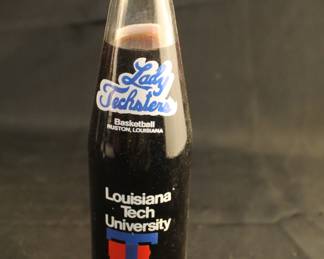 Lady
Techsters
Basketball
RUSTON, LOUISIANA
Louisiana
Tech
University
T